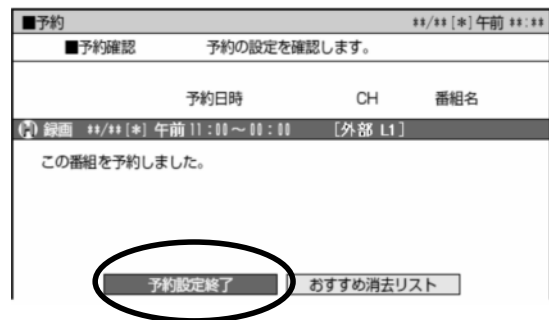 ■予約 **/**[*]午前**:**
■予約確認 予約の設定を確認します。
予約日時 CH 番組名
録画 **/**[*] 午前11:00~00:00 [外部 L1]
この番組を予約しました。
予約設定終了 おすすめ消去リスト